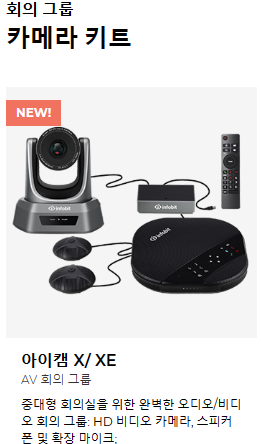 회의 그룹
카메라 키트
NEW!
infobit
infobit
infobit
아이캠 X/ XE
AV 회의 그룹
중대형 회의실을 위한 완벽한 오디오/비디
오 회의 그룹: HD 비디오 카메라, 스피커
폰 및 확장 마이크;